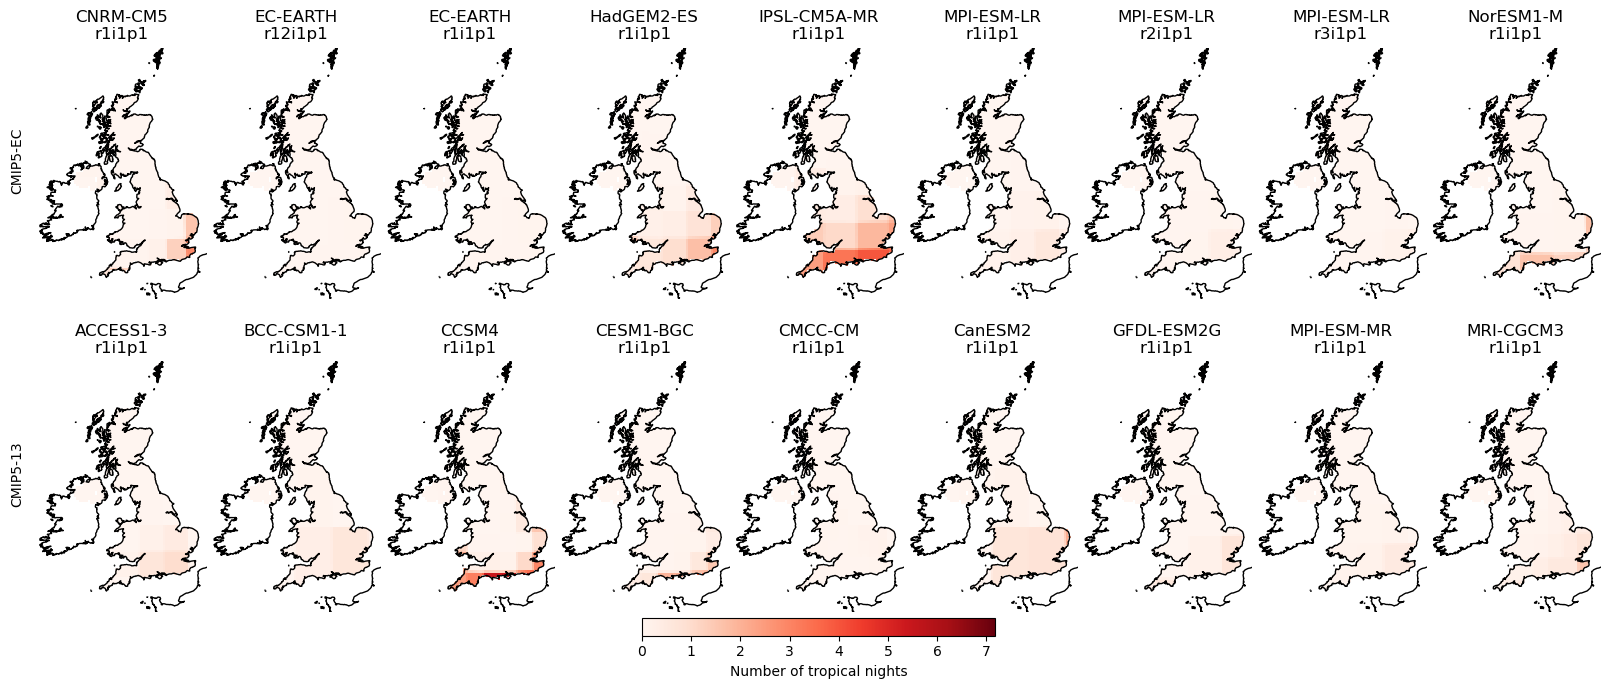 CNRM-CM5 EC-EARTH EC-EARTH HadGEM2-ES IPSL-CM5A-MR MPI-ESM-LR MPI-ESM-LR MPI-ESM-LR NorESM1-M
r1i1p1 r12i1p1 r1i1p1 r1i1p1 r1i1p1 r1i1p1 r2i1p1 r3i1p1 r1i1p1
CMIP5-EC
ACCESS1-3 BCC-CSM1-1 CCSM4 CESM1-BGC CMCC-CM CanESM2 GFDL-ESM2G MPI-ESM-MR MRI-CGCM3
r1i1p1 r1i1p1 r1i1p1 r1i1p1 r1i1p1 r1i1p1 r1i1p1 r1i1p1 r1i1p1
CMIP5-13
0 1 2 3 4 5 6 7
Number of tropical nights